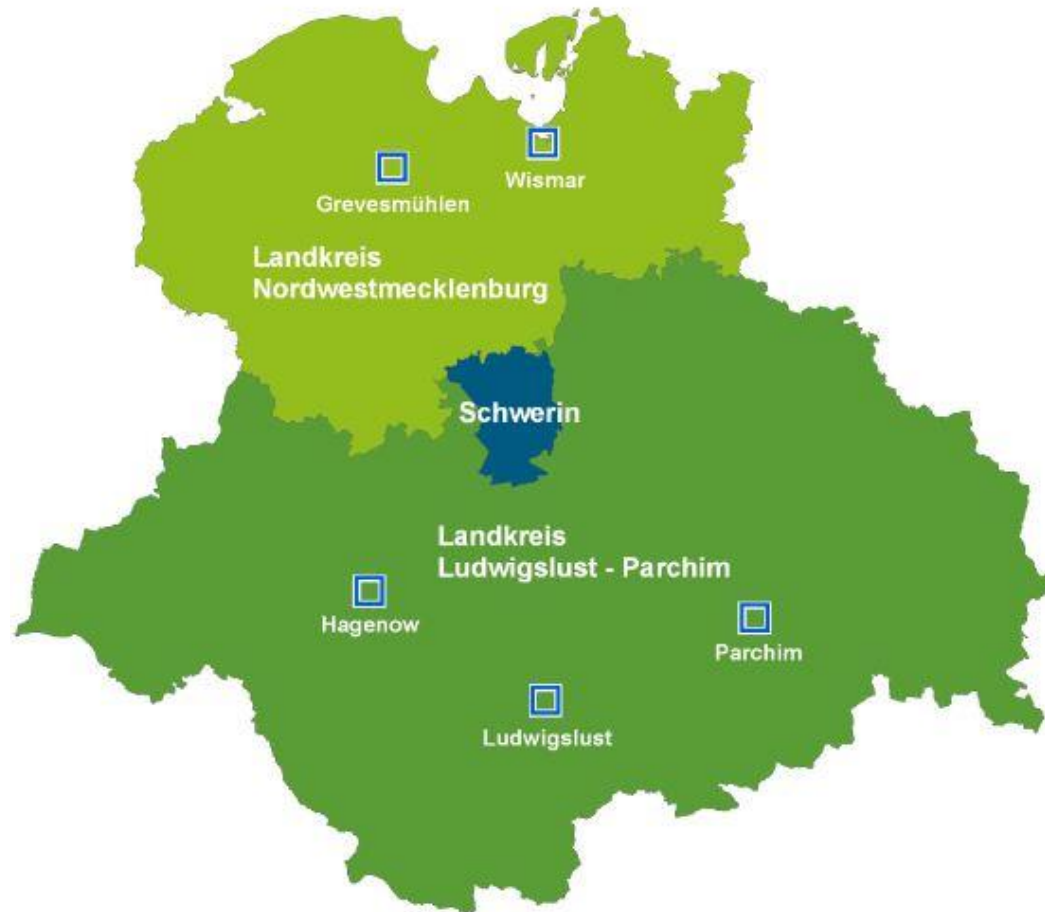 Wismar
Grevesmühlen
Landkreis
Nordwestmecklenburg
Schwerin
Landkreis
Ludwigslust - Parchim
Hagenow
Parchim
Ludwigslust